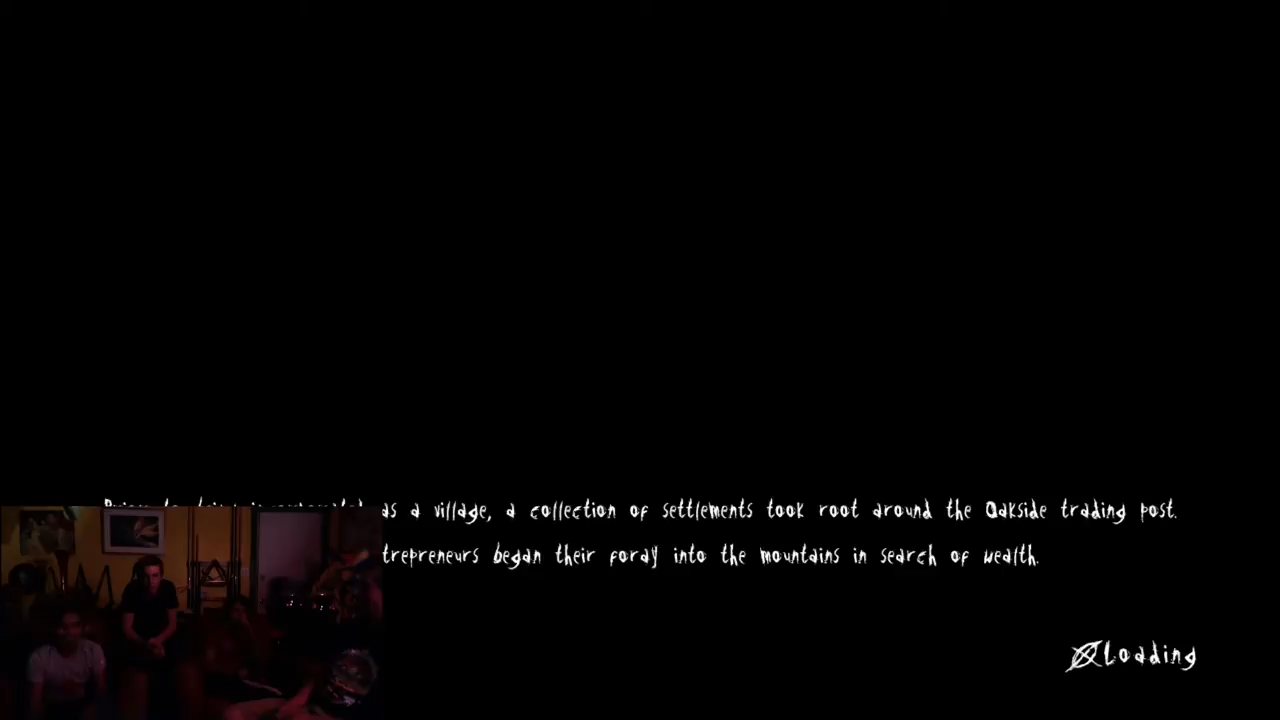 as a village, a collection of settlements took root around the Oakside trading post.
began their foray into the mountains in search of wealth.
Loading